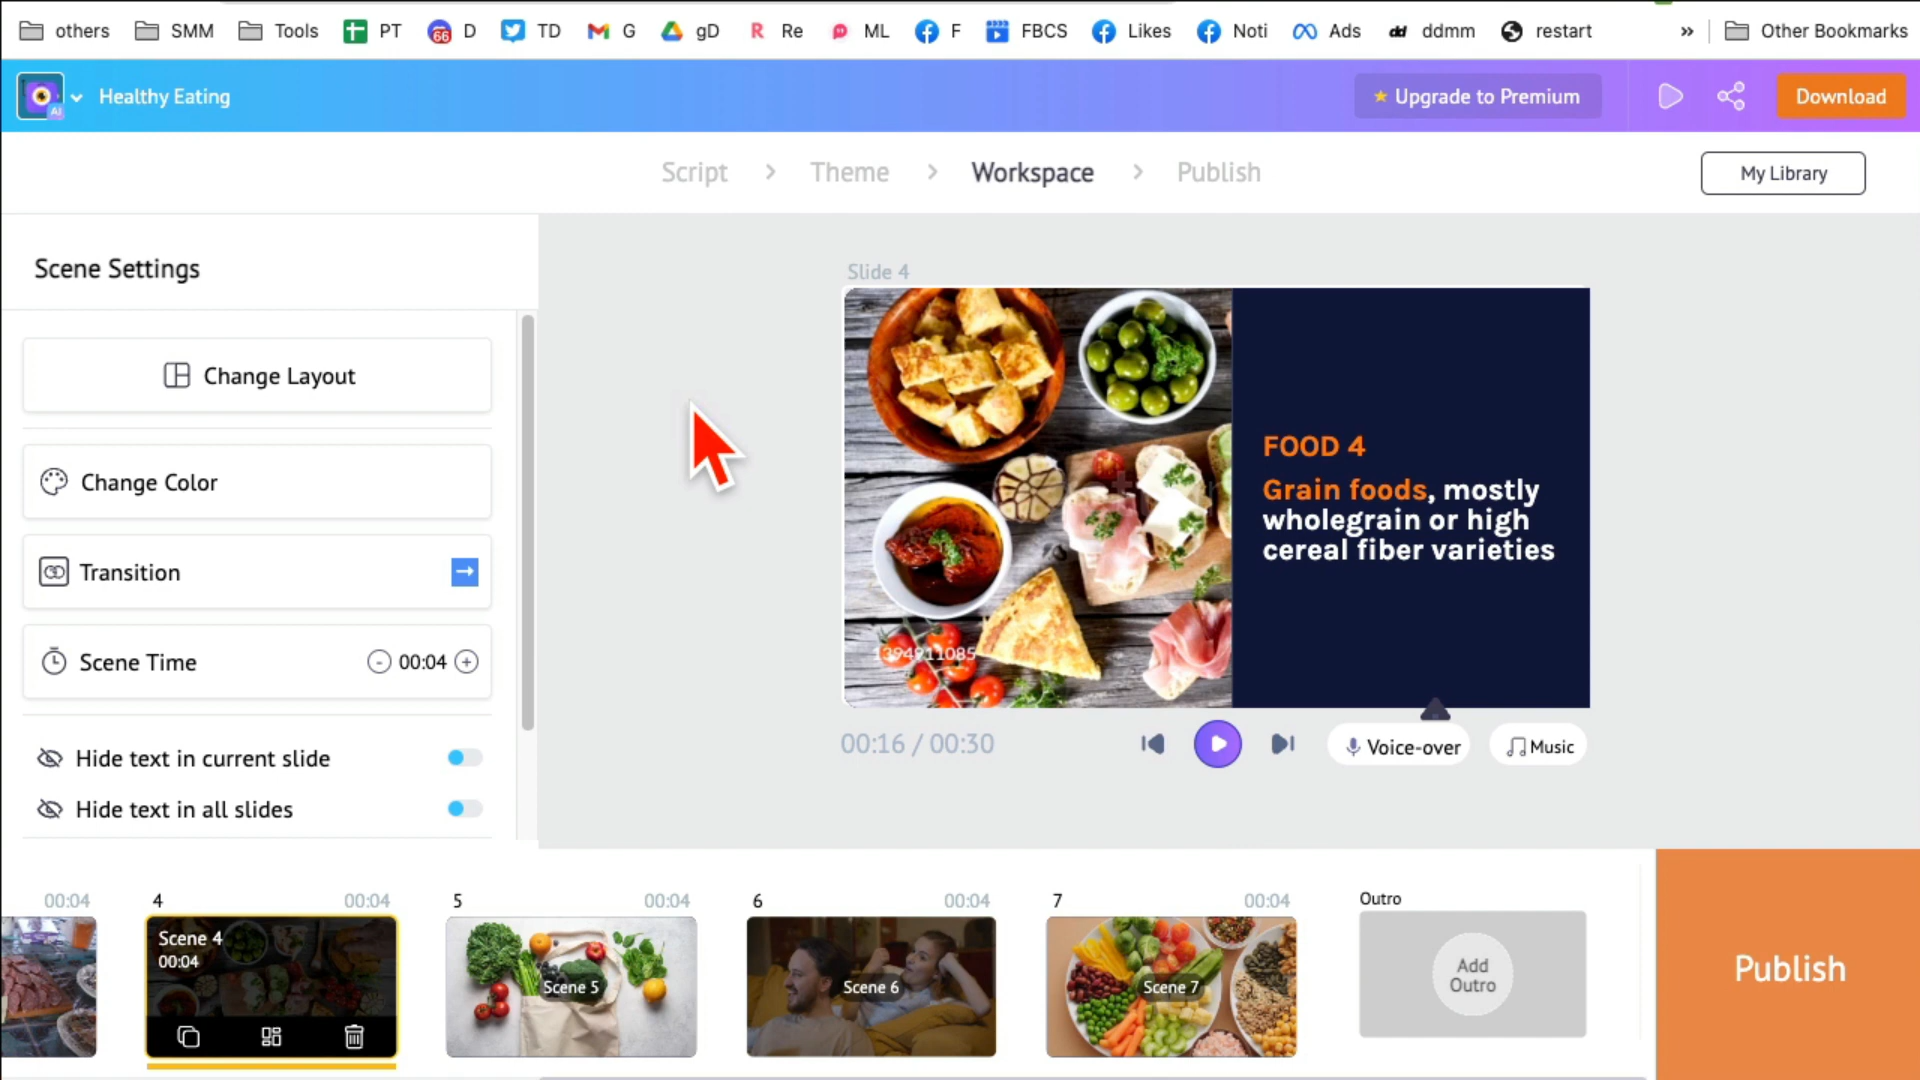 others
SMM
Tools
PT
66
D
TD
G
gD
R
Re
ML
F
FBCS
Likes
Noti
Ads
dd
ddmm
restart
»
Other Bookmarks
AI
Healthy Eating
Upgrade to Premium
Download
Script
Theme
Workspace
Publish
My Library
Scene Settings
Slide 4
Change Layout
Change Color
Transition
Scene Time
- 00:04 +
Hide text in current slide
Hide text in all slides
FOOD 4
Grain foods, mostly
wholegrain or high
cereal fiber varieties
1394911085
00:16 / 00:30
Voice-over
Music
00:04
4
00:04
Scene 4
00:04
5
00:04
Scene 5
6
00:04
Scene 6
7
00:04
Scene 7
Outro
Add
Outro
Publish